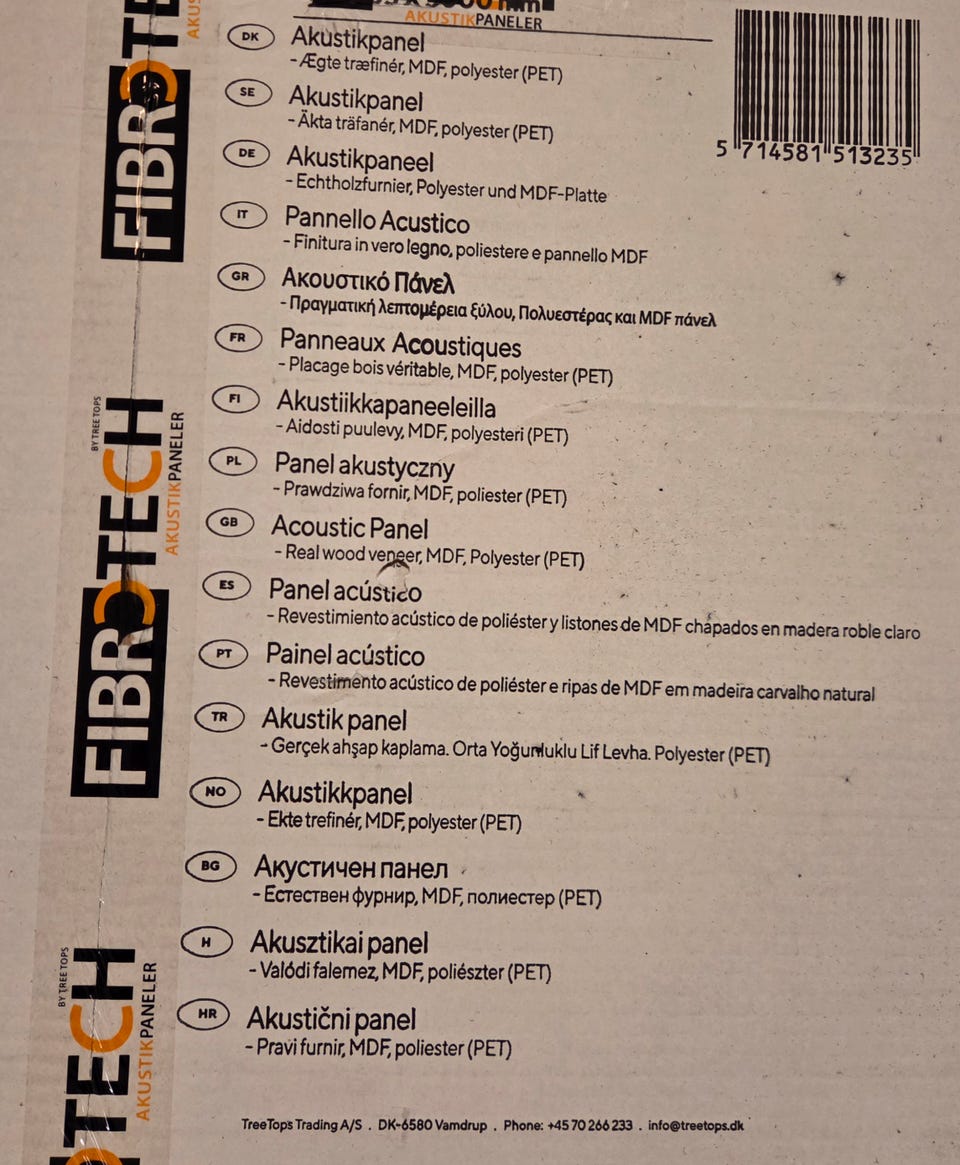 AKUSTIKPANELER
DK Akustikpanel
- Ægte træfinér, MDF, polyester (PET)
SE Akustikpanel
- Äkta träfanér, MDF, polyester (PET)
DE Akustikpaneel
- Echtholzfurnier, Polyester und MDF-Platte
IT Pannello Acustico
- Finitura in vero legno, poliestere e pannello MDF
GR Ακουστικό Πάνελ
- Πραγματική λεπτομέρεια ξύλου, Πολυεστέρας και MDF πάνελ
FR Panneaux Acoustiques
- Placage bois véritable, MDF, polyester (PET)
FI Akustiikkapaneeleilla
- Aidosti puulevy, MDF, polyesteri (PET)
PL Panel akustyczny
- Prawdziwa fornir, MDF, poliester (PET)
GB Acoustic Panel
- Real wood veneer, MDF, Polyester (PET)
ES Panel acústico
- Revestimiento acústico de poliéster y listones de MDF chapados en madera roble claro
PT Painel acústico
- Revestimento acústico de poliéster e ripas de MDF em madeira carvalho natural
TR Akustik panel
- Gerçek ahşap kaplama. Orta Yoğunluklu Lif Levha. Polyester (PET)
NO Akustikkpanel
- Ekte trefinér, MDF, polyester (PET)
BG Акустичен панел
- Естествен фурнир, MDF, полиестер (PET)
H Akusztikai panel
- Valódi falemez, MDF, poliészter (PET)
HR Akustični panel
- Pravi furnir, MDF, poliester (PET)
TreeTops Trading A/S . DK-6580 Vamdrup . Phone: +45 70 266 233 . info@treetops.dk
5 714581 513235
FIBROTECH
AKUSTIKPANELER
BY TREE TOPS
FIBROTECH
AKUSTIKPANELER
BY TREE TOPS